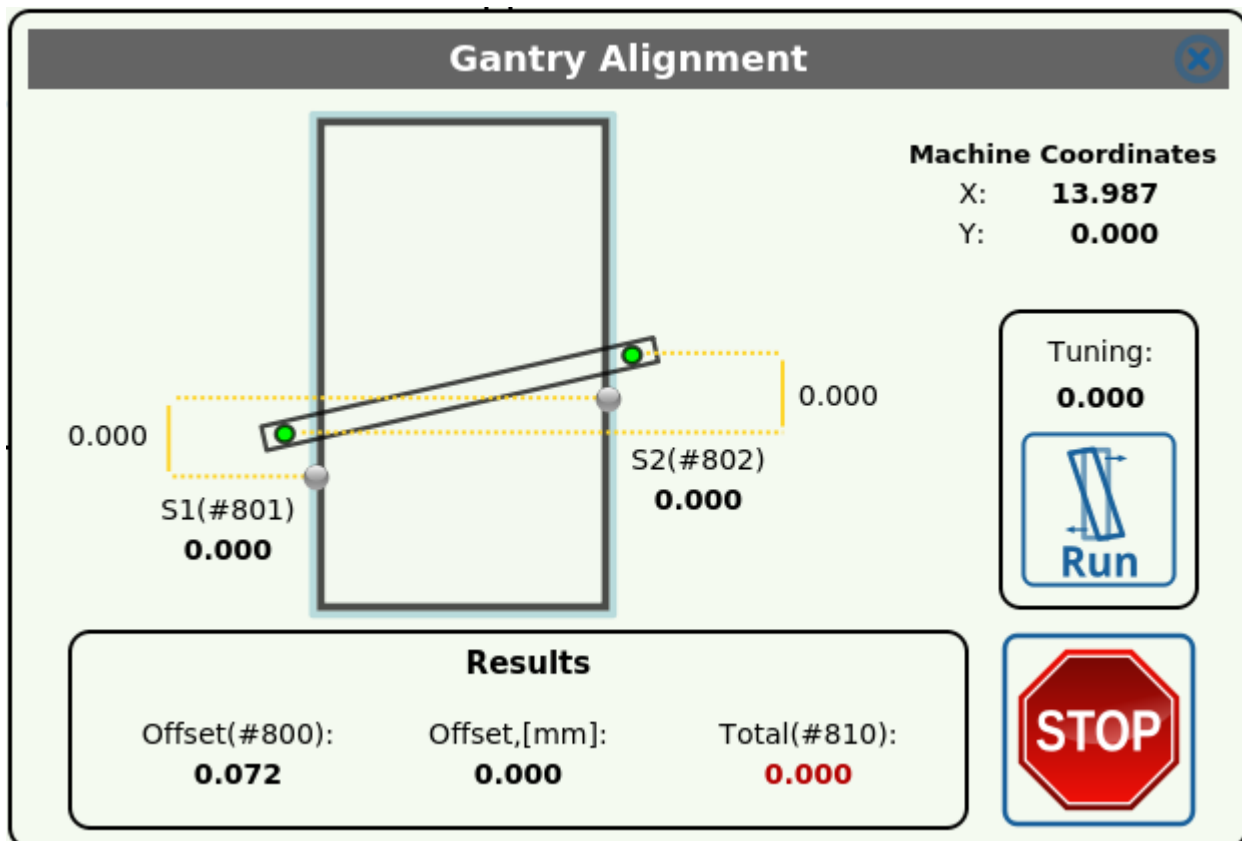 Gantry Alignment
Machine Coordinates
X: 13.987
Y: 0.000
Tuning:
0.000
Run
0.000
0.000
S1(#801)
0.000
S2(#802)
0.000
Results
Offset(#800): Offset,[mm]: Total(#810):
0.072 0.000 0.000
STOP